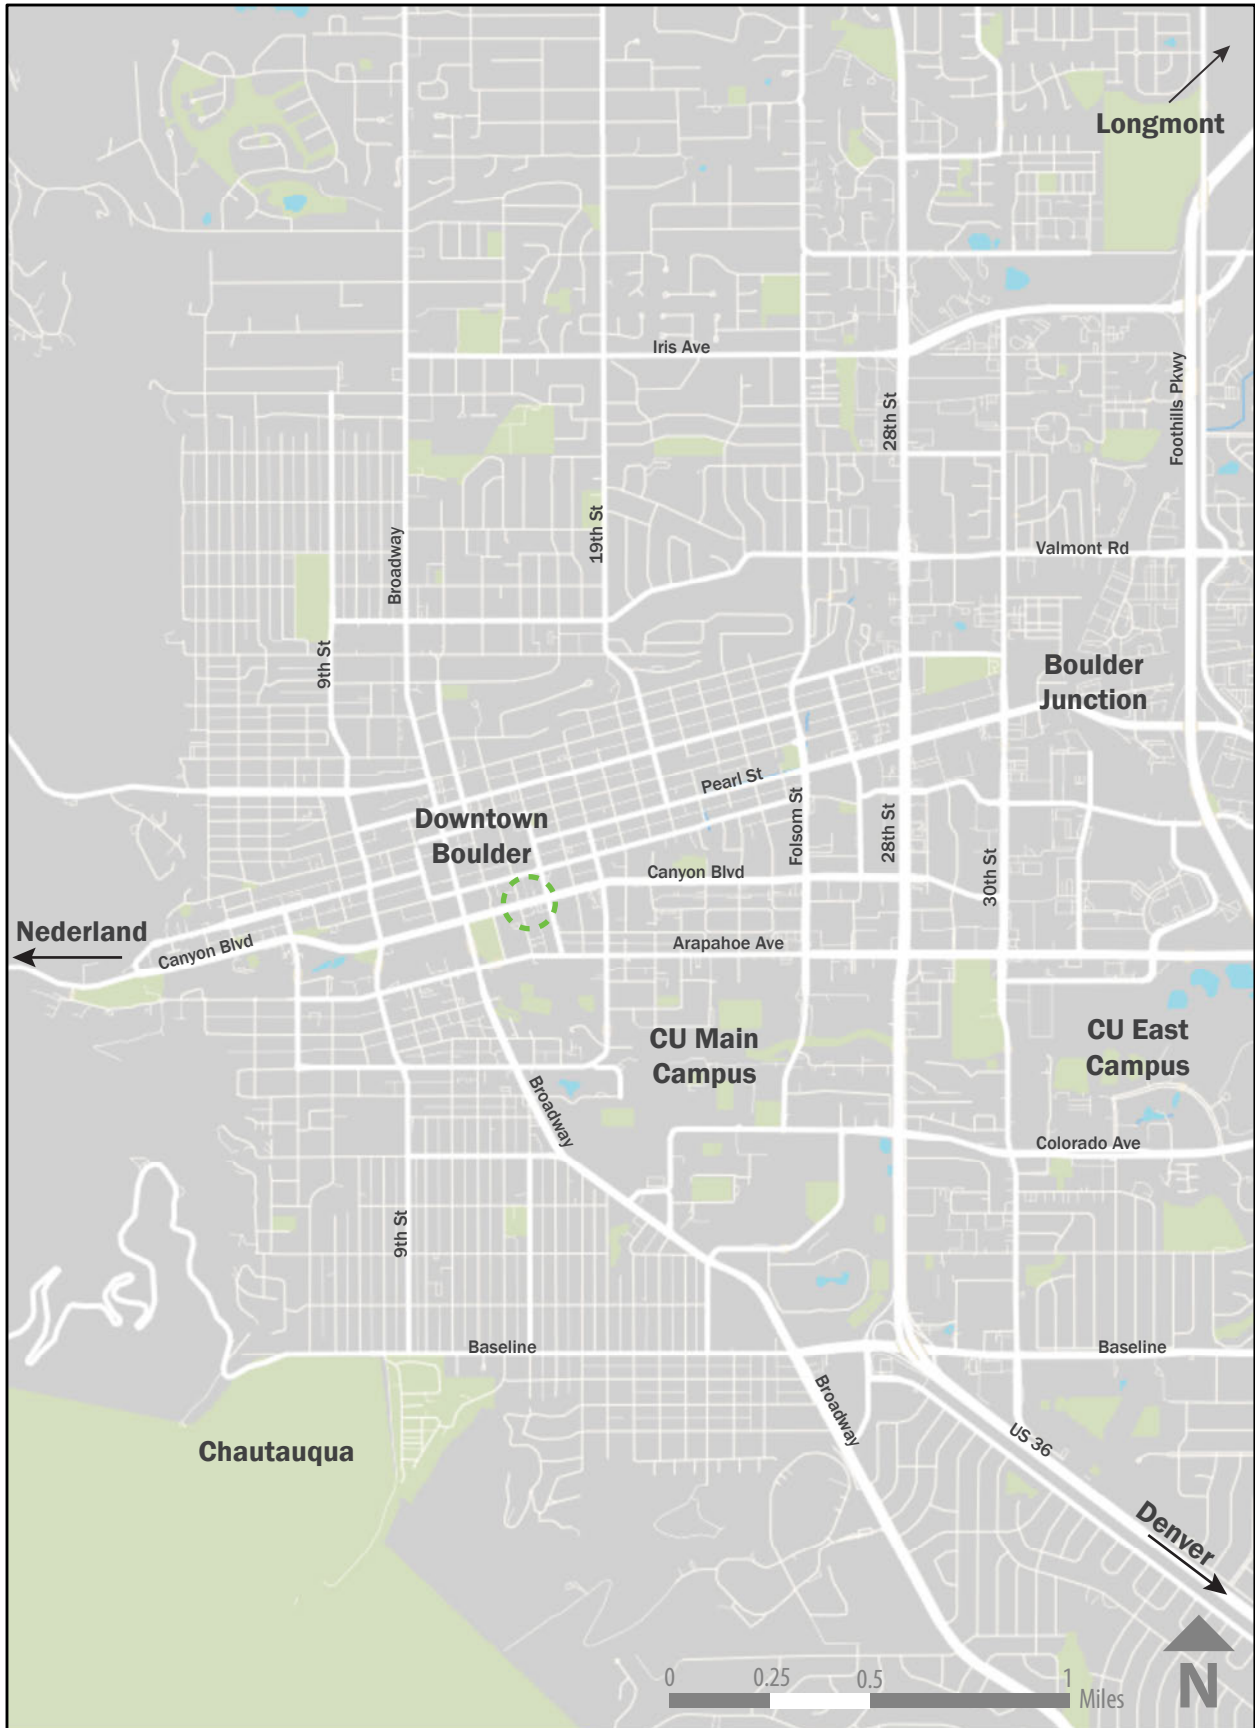 Longmont
Iris Ave
Foothills Pkwy
28th St
19th St
Broadway
Valmont Rd
9th St
Boulder
Junction
Pearl St
Downtown
Boulder
Folsom St
28th St
30th St
Canyon Blvd
Nederland
Canyon Blvd
Arapahoe Ave
CU Main
Campus
CU East
Campus
Broadway
Colorado Ave
9th St
Baseline
Baseline
Broadway
Chautauqua
US 36
Denver
0 0.25 0.5 1
Miles
N